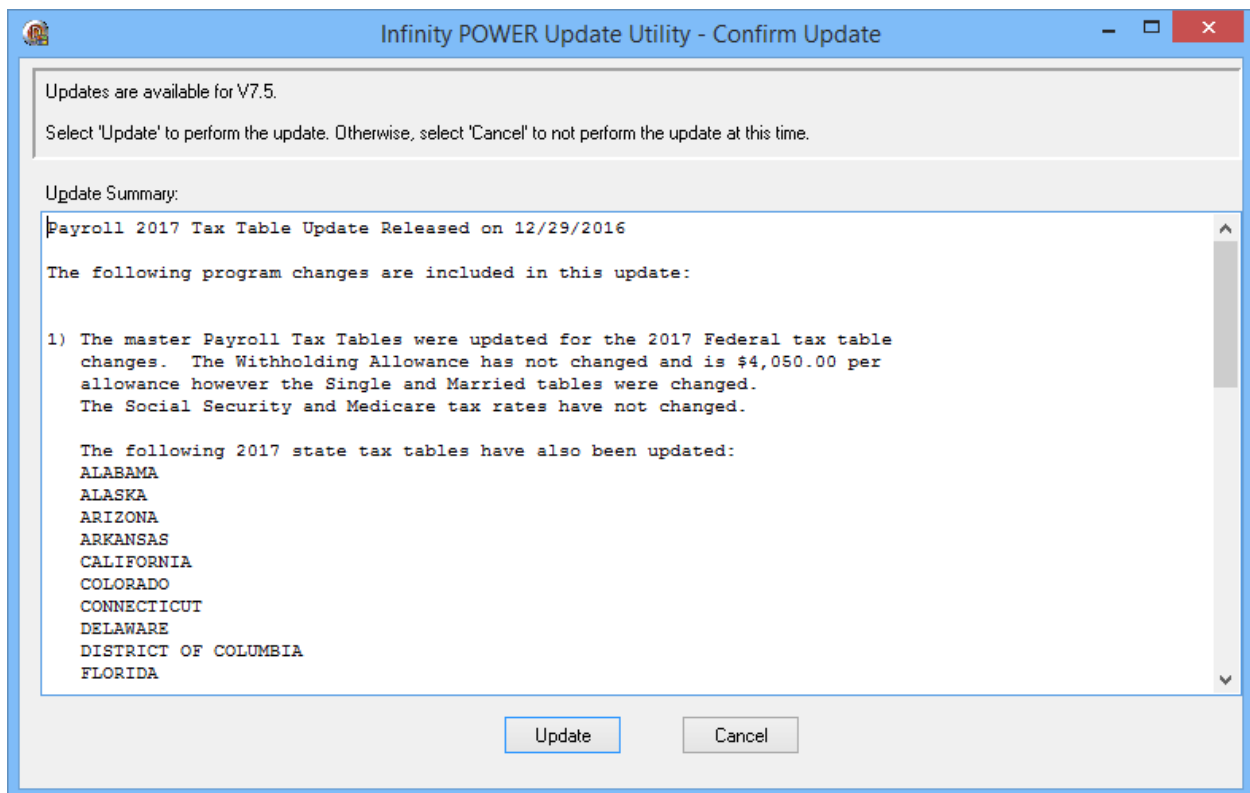 Infinity POWER Update Utility - Confirm Update
Updates are available for V7.5.
Select 'Update' to perform the update. Otherwise, select 'Cancel' to not perform the update at this time.
Update Summary:
Payroll 2017 Tax Table Update Released on 12/29/2016
The following program changes are included in this update:
1) The master Payroll Tax Tables were updated for the 2017 Federal tax table
changes.  The Withholding Allowance has not changed and is $4,050.00 per
allowance however the Single and Married tables were changed.
The Social Security and Medicare tax rates have not changed.
The following 2017 state tax tables have also been updated:
ALABAMA
ALASKA
ARIZONA
ARKANSAS
CALIFORNIA
COLORADO
CONNECTICUT
DELAWARE
DISTRICT OF COLUMBIA
FLORIDA
Update
Cancel